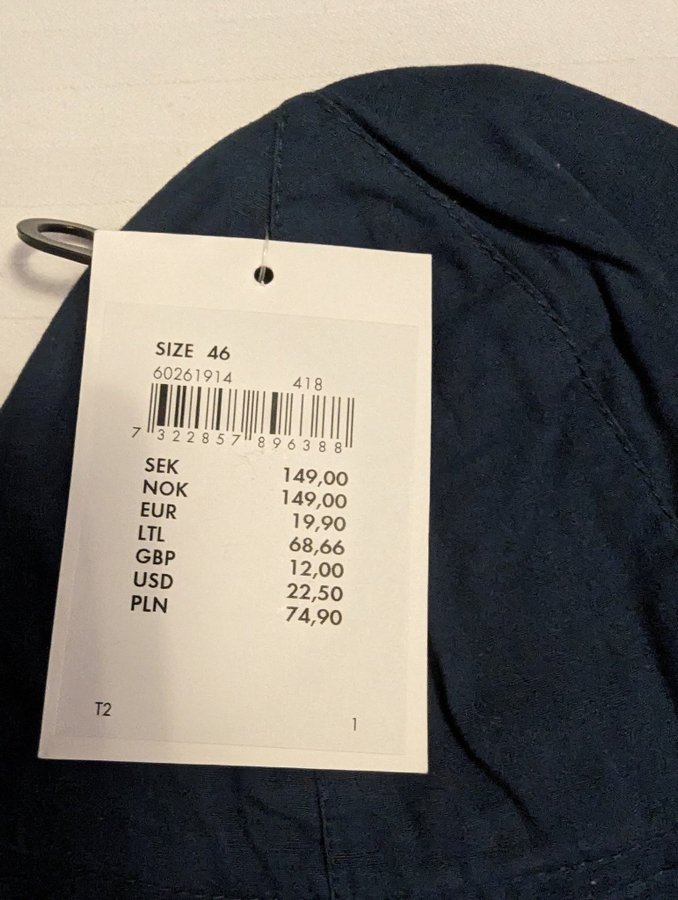 SIZE 46
60261914 418
7 322857 896388
SEK 149,00
NOK 149,00
EUR 19,90
LTL 68,66
GBP 12,00
USD 22,50
PLN 74,90
T2 1